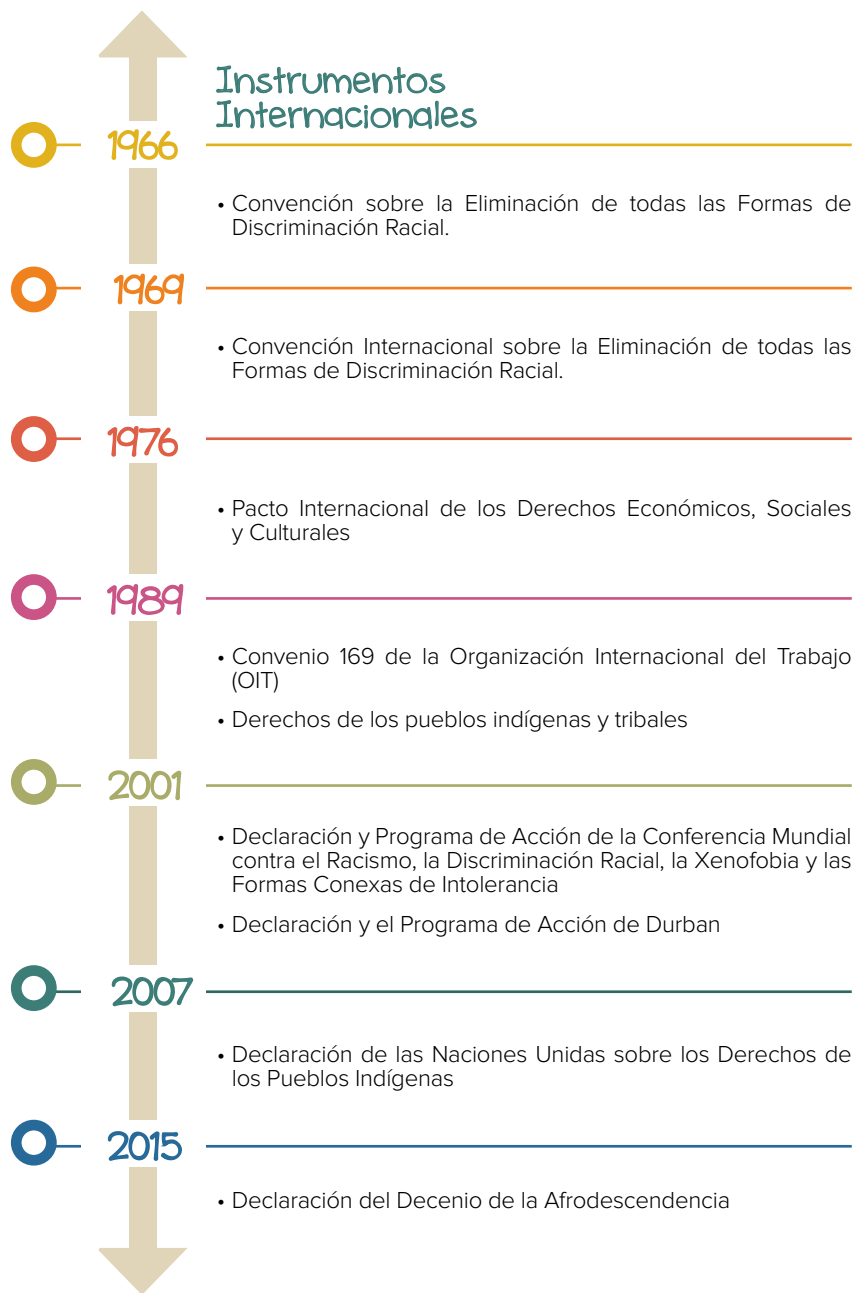 Instrumentos
Internacionales
1966
• Convención sobre la Eliminación de todas las Formas de
Discriminación Racial.
1969
• Convención Internacional sobre la Eliminación de todas las
Formas de Discriminación Racial.
1976
• Pacto Internacional de los Derechos Económicos, Sociales
y Culturales
1989
• Convenio 169 de la Organización Internacional del Trabajo
(OIT)
• Derechos de los pueblos indígenas y tribales
2001
• Declaración y Programa de Acción de la Conferencia Mundial
contra el Racismo, la Discriminación Racial, la Xenofobia y las
Formas Conexas de Intolerancia
• Declaración y el Programa de Acción de Durban
2007
• Declaración de las Naciones Unidas sobre los Derechos de
los Pueblos Indígenas
2015
• Declaración del Decenio de la Afrodescendencia